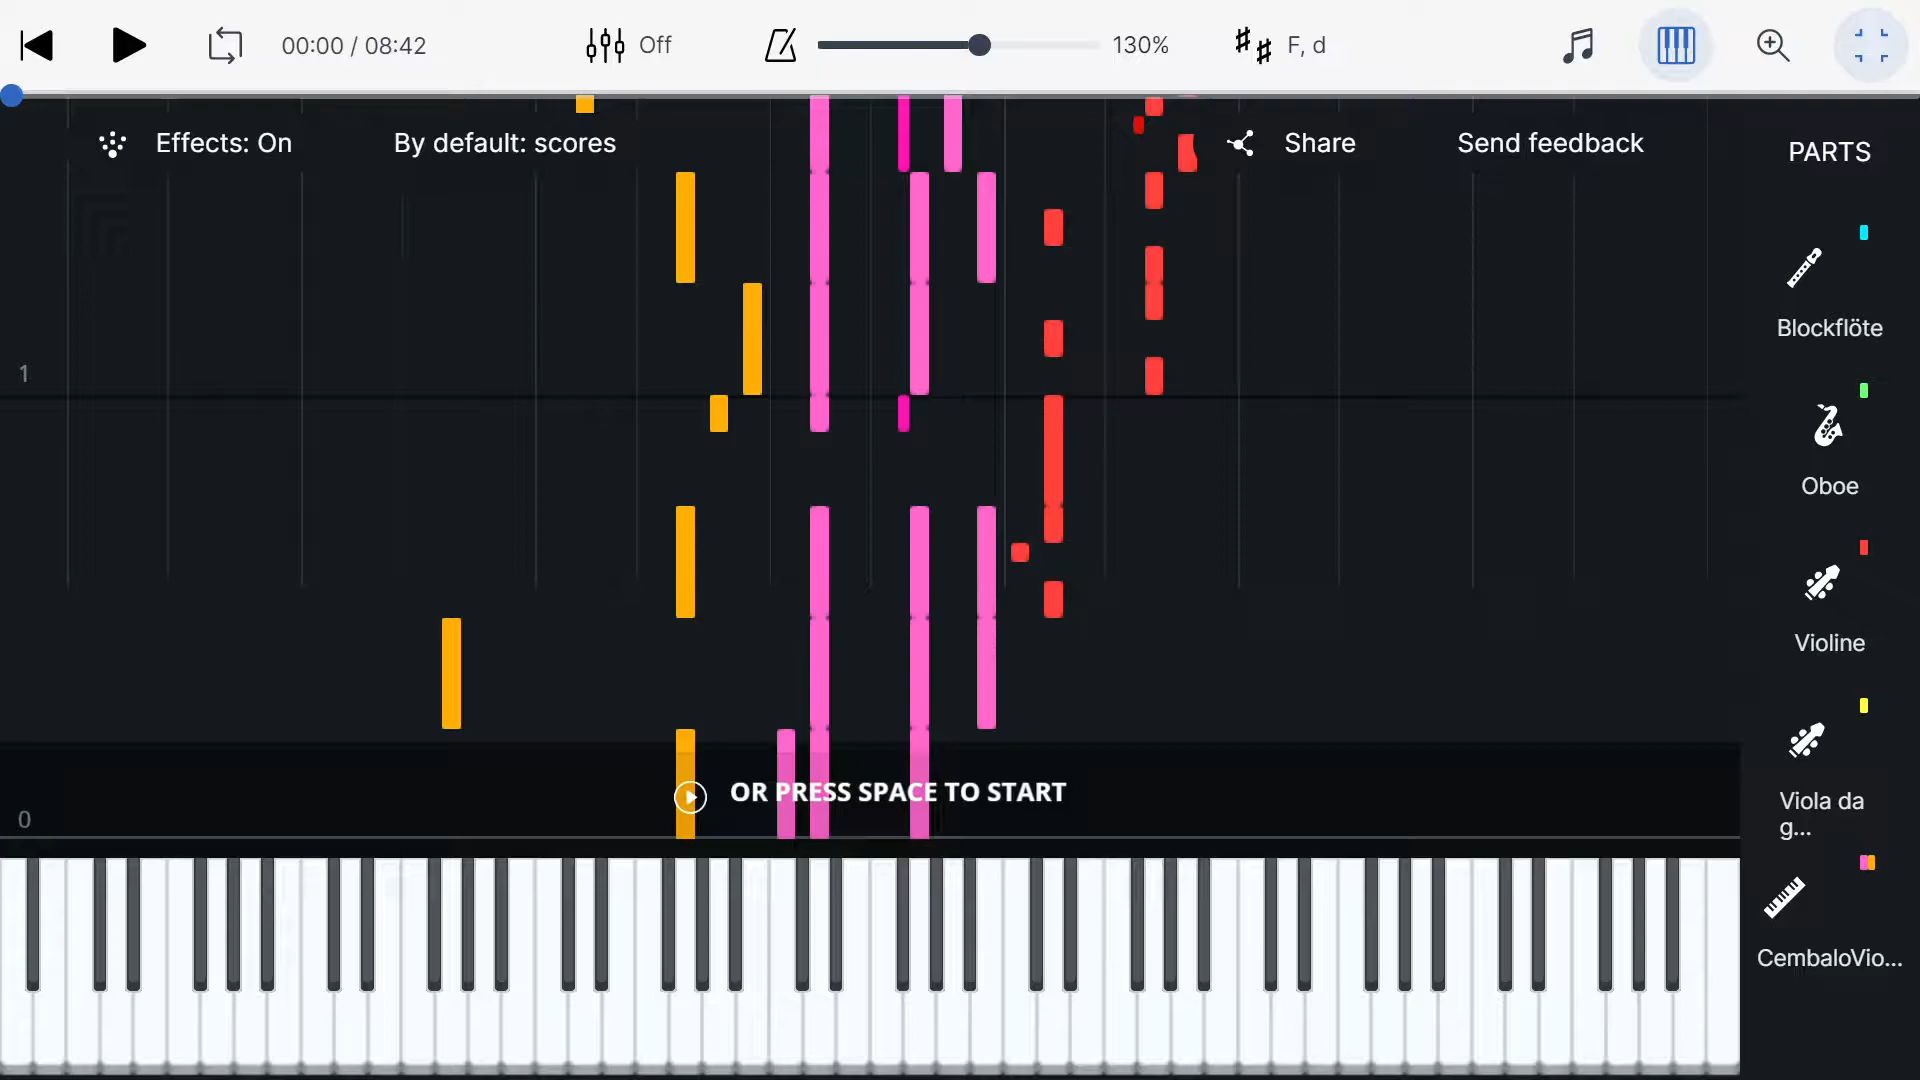 00:00 / 08:42
Off
130%
F, d
Effects: On
By default: scores
Share
Send feedback
PARTS
Blockflöte
1
Oboe
Violine
OR PRESS SPACE TO START
Viola da
g...
0
CembaloVio...